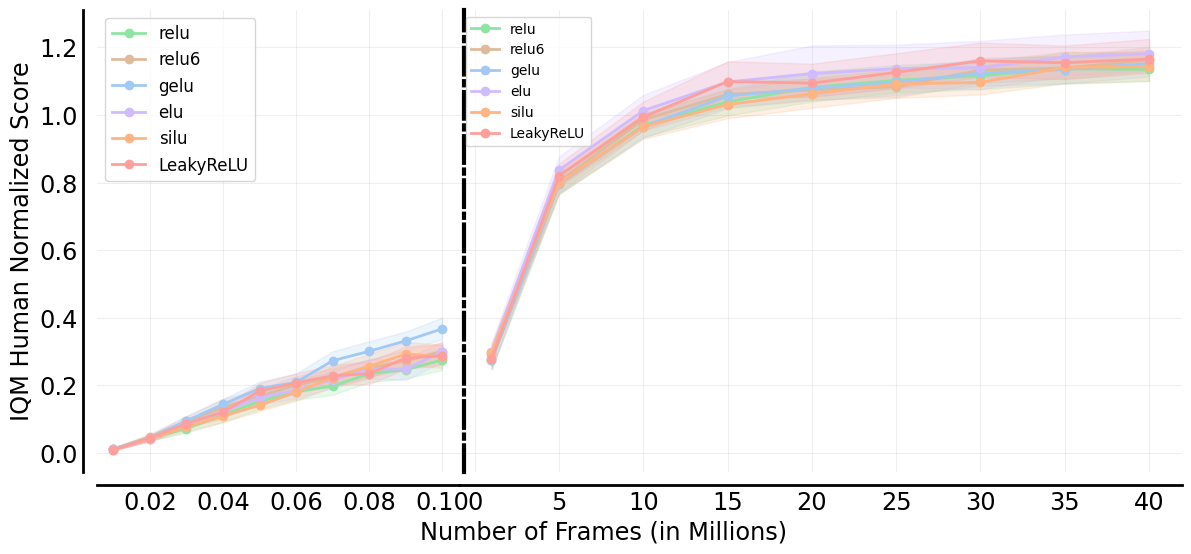 IQM Human Normalized Score
1.2
1.0
0.8
0.6
0.4
0.2
0.0
relu
relu6
gelu
elu
silu
LeakyReLU
relu
relu6
gelu
elu
silu
LeakyReLU
0.02 0.04 0.06 0.08 0.10 0 5 10 15 20 25 30 35 40
Number of Frames (in Millions)